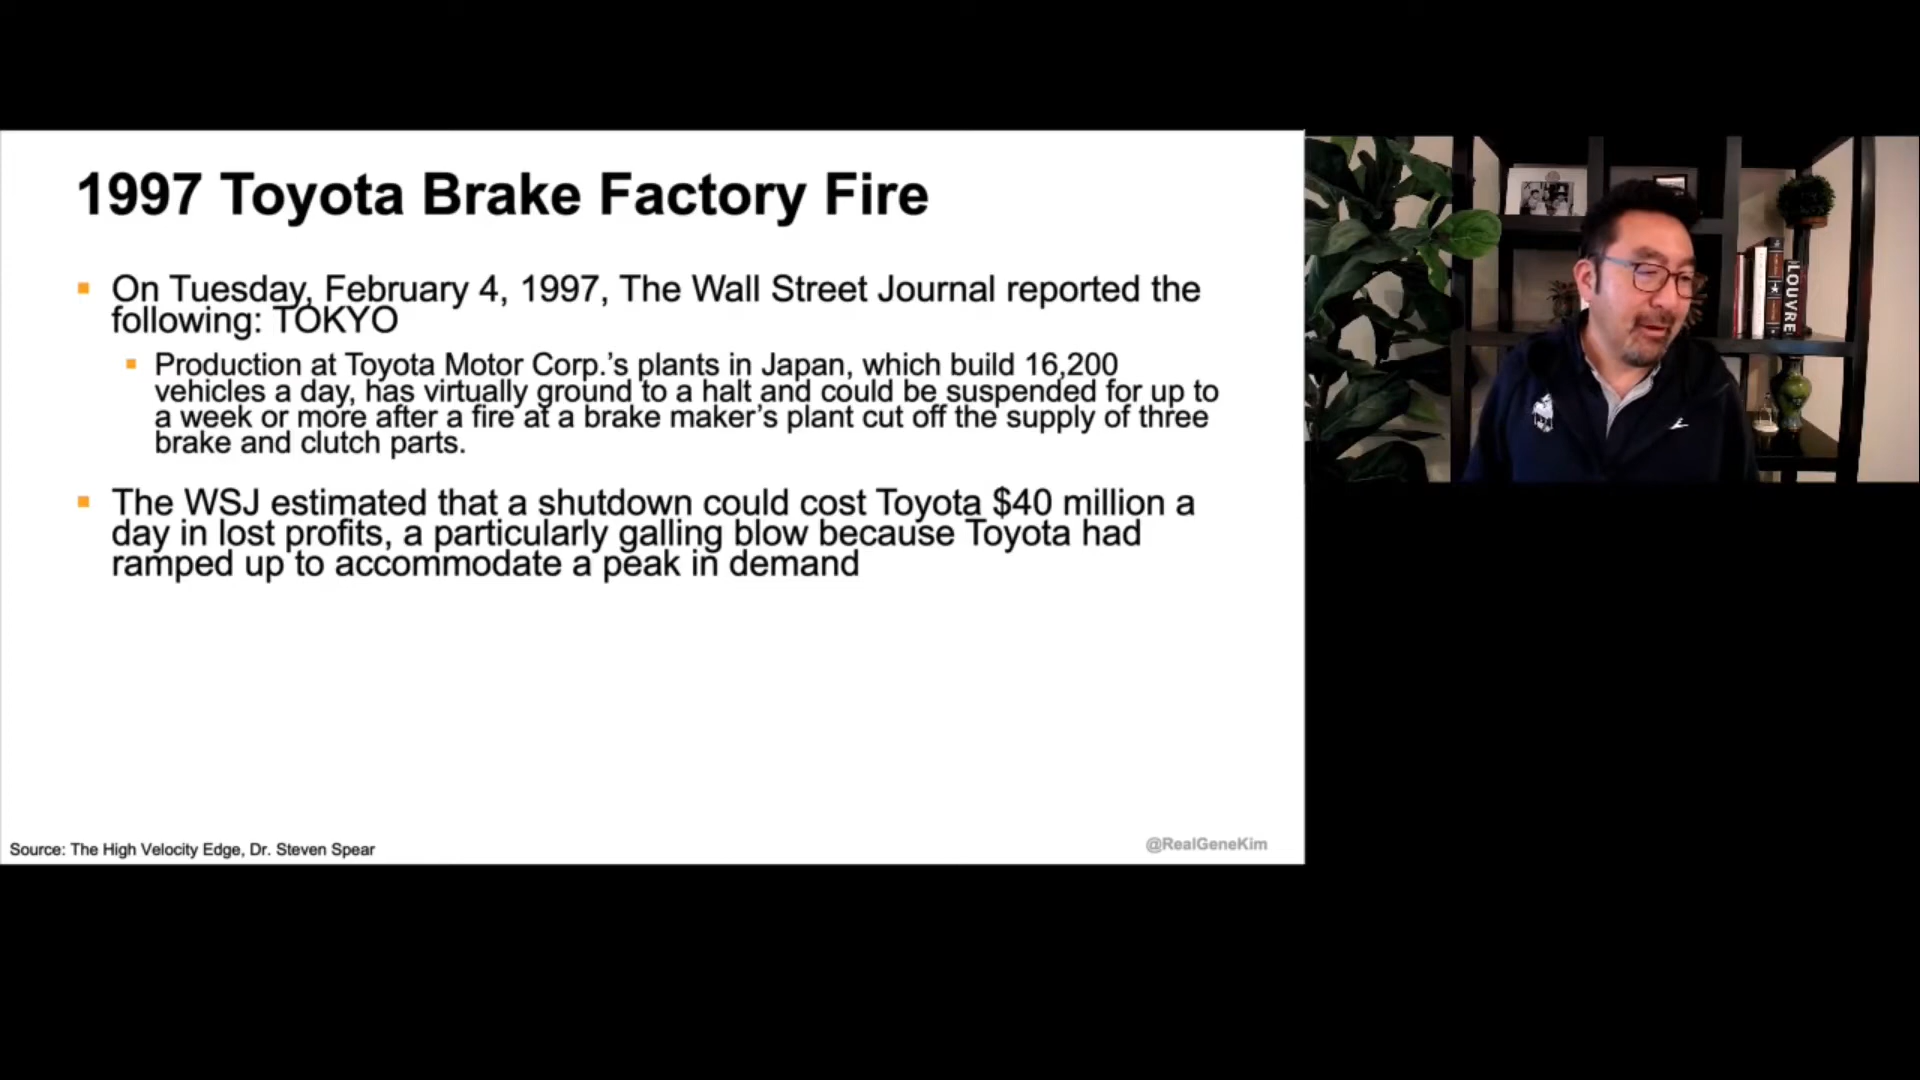 1997 Toyota Brake Factory Fire
On Tuesday, February 4, 1997, The Wall Street Journal reported the
following: TOKYO
Production at Toyota Motor Corp.’s plants in Japan, which build 16,200
vehicles a day, has virtually ground to a halt and could be suspended for up to
a week or more after a fire at a brake maker’s plant cut off the supply of three
brake and clutch parts.
The WSJ estimated that a shutdown could cost Toyota $40 million a
day in lost profits, a particularly galling blow because Toyota had
ramped up to accommodate a peak in demand
Source: The High Velocity Edge, Dr. Steven Spear
@RealGeneKim
LOUVRE